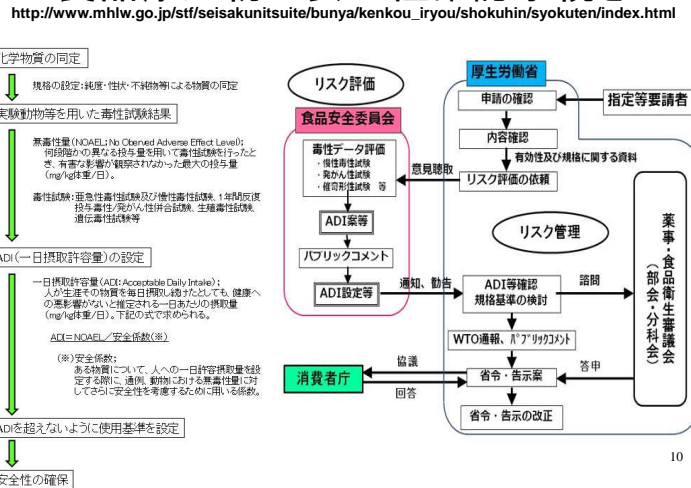 http://www.mhlw.go.jp/stf/seisakunitsuite/bunya/kenkou_iryou/shokuhin/syokuten/index.html
化学物質の同定
規格の設定:純度・性状・不純物等による物質の同定
実験動物等を用いた毒性試験結果
無毒性量(NOAEL;No Oberved Adverse Effect Level);
何段階かの異なる投与量を用いて毒性試験を行ったと
き、有害な影響が観察されなかった最大の投与量
(mg/kg体重/日)。
毒性試験:亜急性毒性試験及び慢性毒性試験、1年間反復
投与毒性/発がん性併合試験、生殖毒性試験、
遺伝毒性試験等
ADI(一日摂取許容量)の設定
一日摂取許容量(ADI:Acceptable Daily Intake);
人が生涯その物質を毎日摂取し続けたとしても、健康へ
の悪影響がないと推定される一日あたりの摂取量
(mg/kg体重/日)。下記の式で求められる。
ADI=NOAEL/安全係数(※)
(※)安全係数;
ある物質について、人への一日許容摂取量を設
定する際に、通例、動物における無毒性量に対
してさらに安全性を考慮するために用いる係数。
ADIを超えないように使用基準を設定
安全性の確保
リスク評価
食品安全委員会
毒性データ評価
・慢性毒性試験
・発がん性試験
・催奇形性試験 等
ADI案等
パブリックコメント
ADI設定等
意見聴取
通知、勧告
厚生労働省
申請の確認
指定等要請者
内容確認
有効性及び規格に関する資料
リスク評価の依頼
リスク管理
ADI等確認
規格基準の検討
諮問
薬事・食品衛生審議会
(部会・分科会)
WTO通報、パブリックコメント
答申
省令・告示案
協議
消費者庁
回答
省令・告示の改正
10